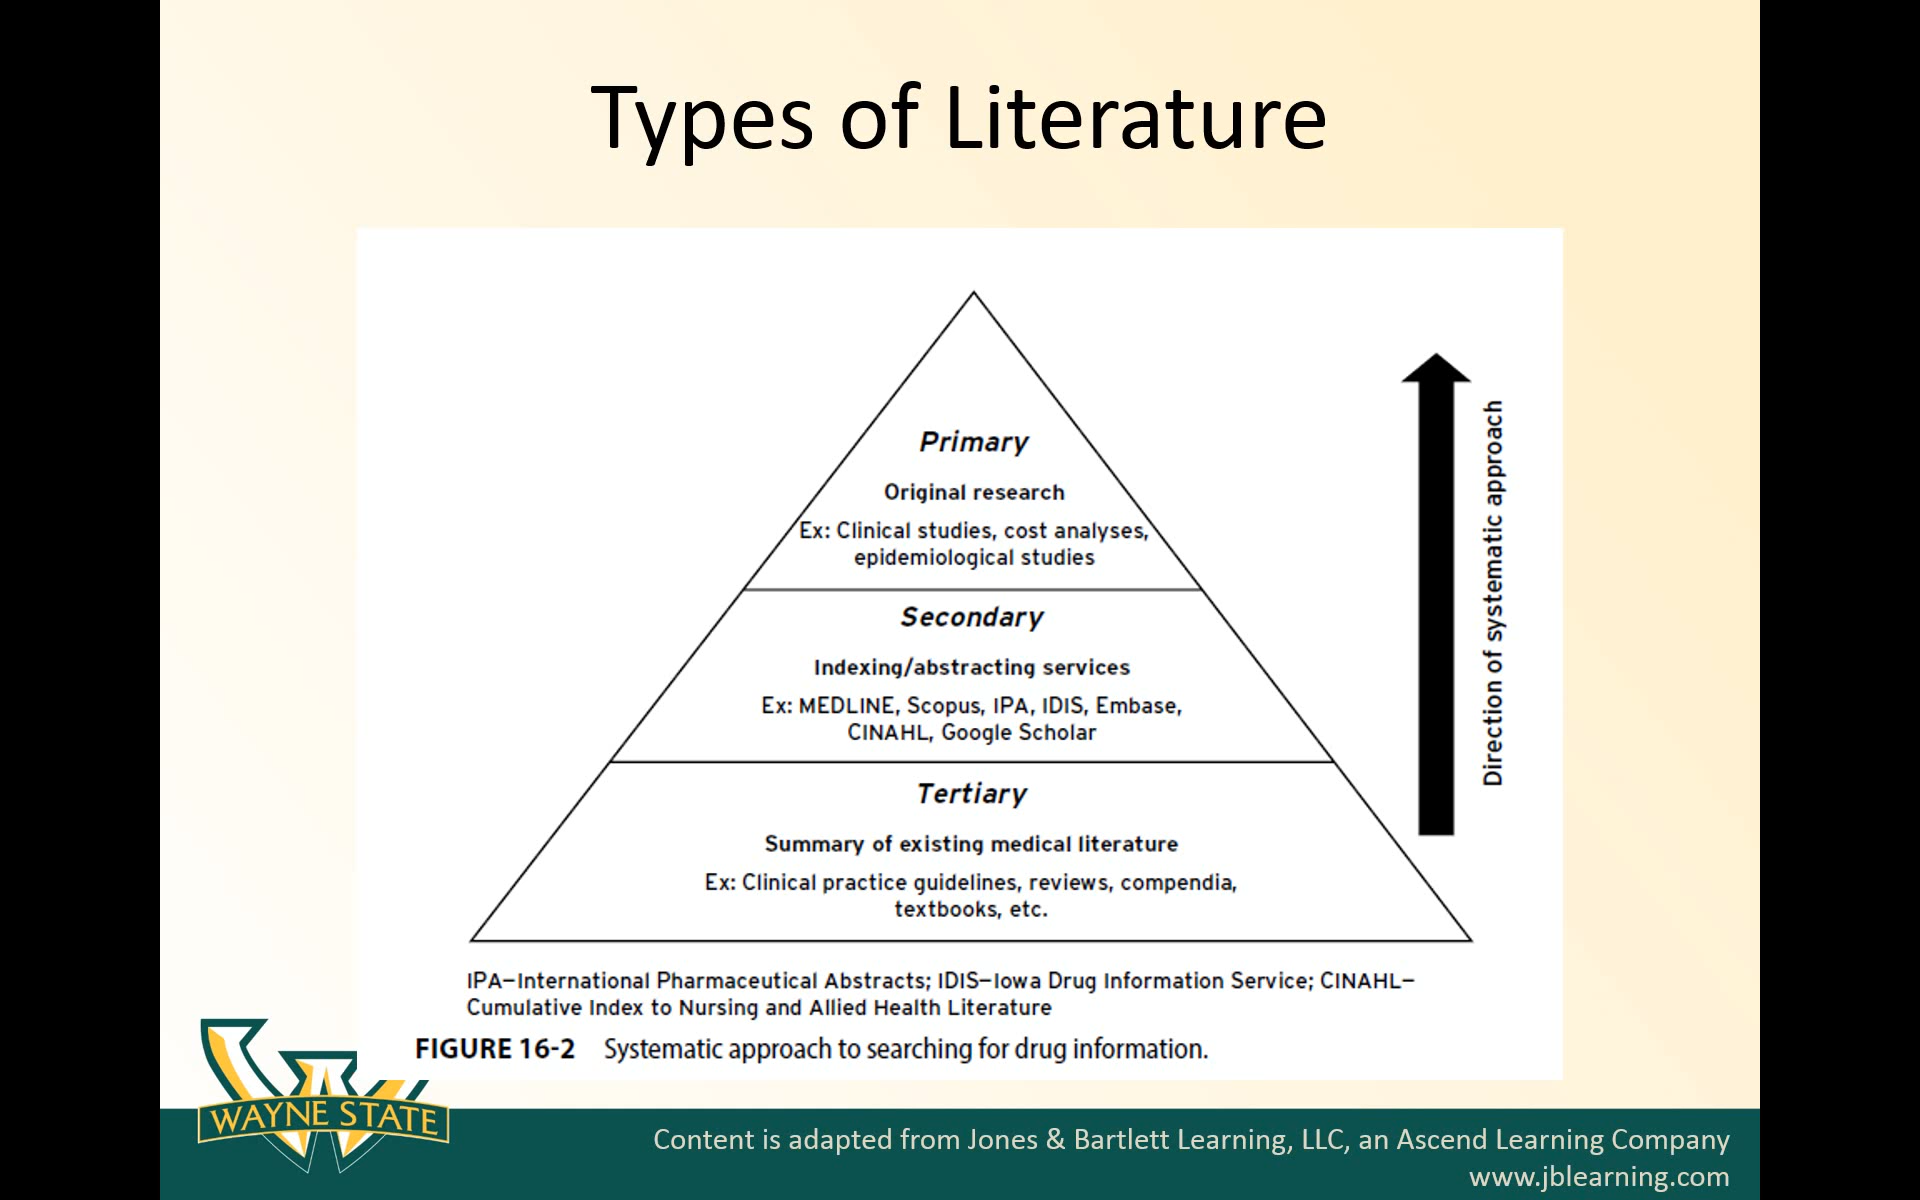 Types of Literature
Primary
Original research
Ex: Clinical studies, cost analyses,
epidemiological studies
Secondary
Indexing/abstracting services
Ex: MEDLINE, Scopus, IPA, IDIS, Embase,
CINAHL, Google Scholar
Tertiary
Summary of existing medical literature
Ex: Clinical practice guidelines, reviews, compendia,
textbooks, etc.
Direction of systematic approach
IPA–International Pharmaceutical Abstracts; IDIS–Iowa Drug Information Service; CINAHL–
Cumulative Index to Nursing and Allied Health Literature
FIGURE 16-2 Systematic approach to searching for drug information.
WAYNE STATE
Content is adapted from Jones & Bartlett Learning, LLC, an Ascend Learning Company
www.jblearning.com